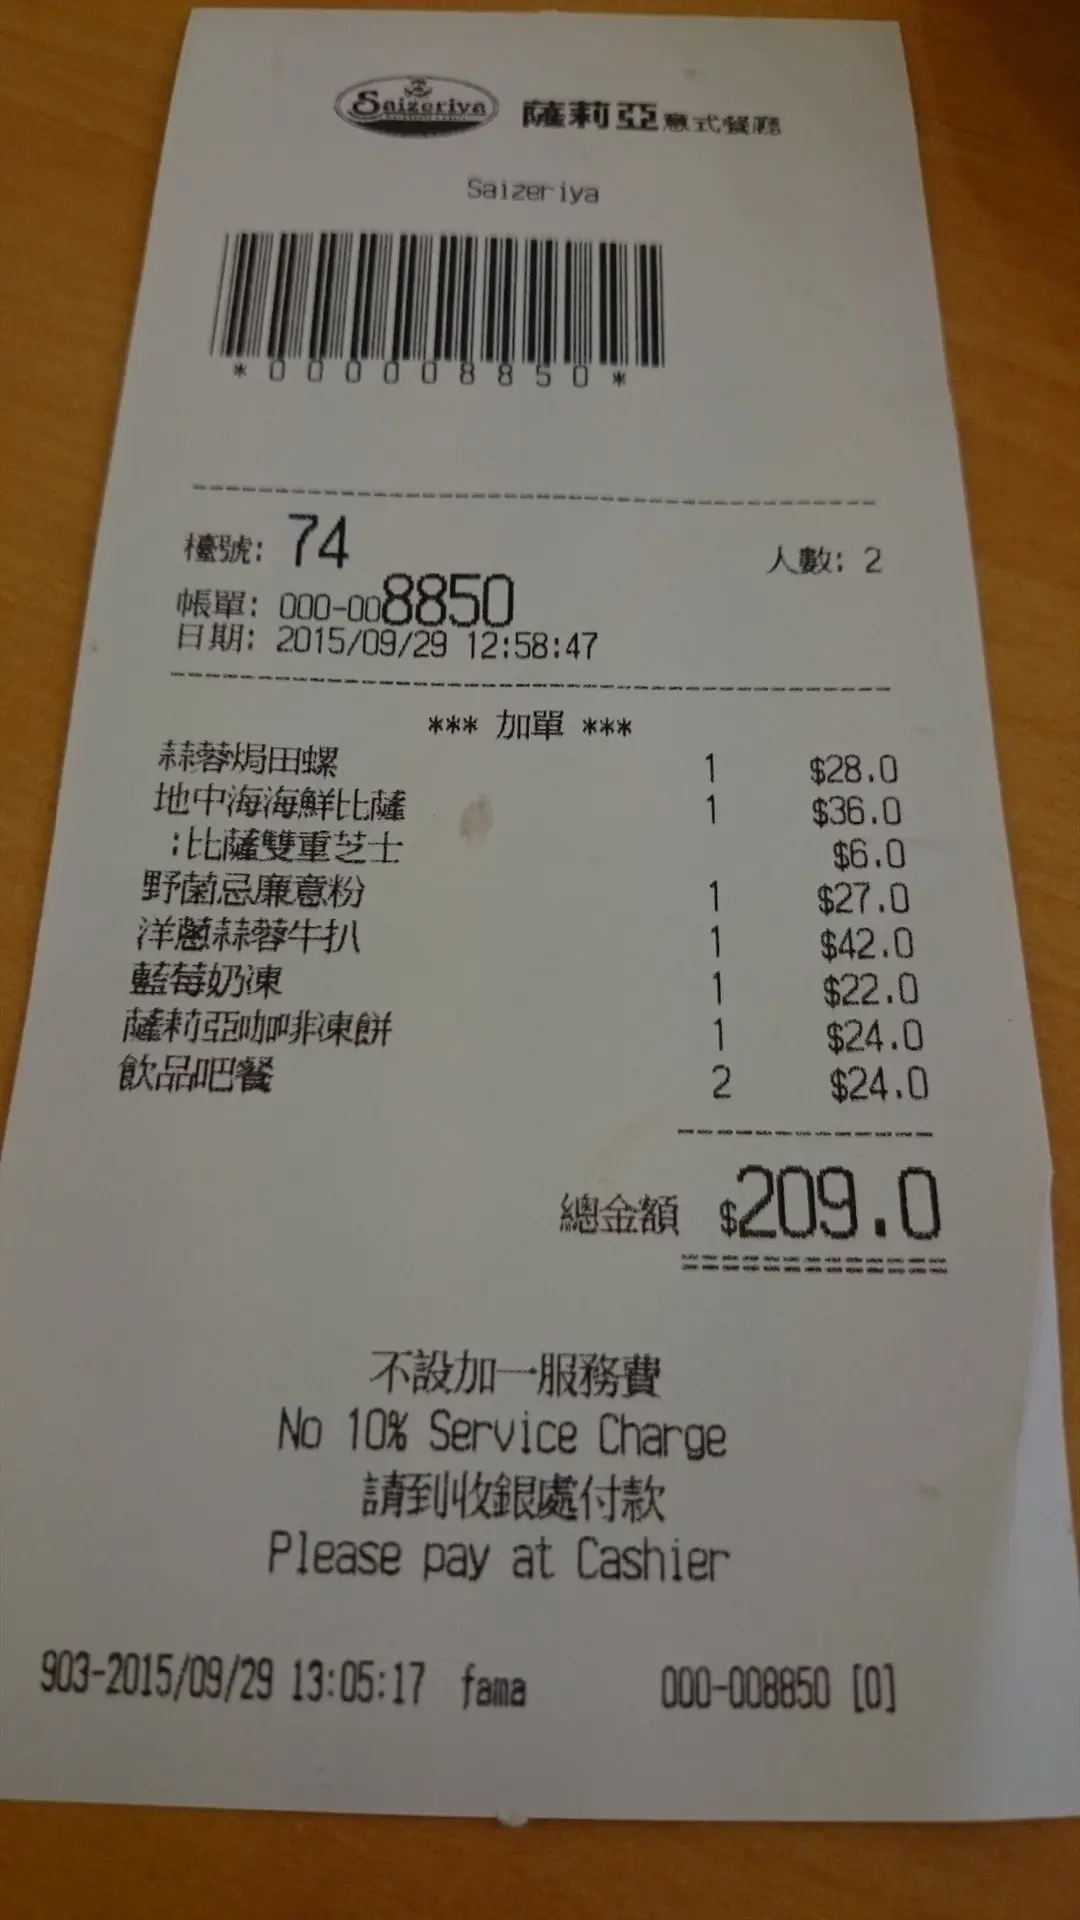 Saizeriya 薩莉亞意式餐廳
Saizeriya
*000008850*
檯號: 74 人數: 2
帳單: 000-008850
日期: 2015/09/29 12:58:47
*** 加單 ***
蒜蓉焗田螺 1 $28.0
地中海海鮮比薩 1 $36.0
:比薩雙重芝士 $6.0
野菌忌廉意粉 1 $27.0
洋蔥蒜蓉牛扒 1 $42.0
藍莓奶凍 1 $22.0
薩莉亞咖啡凍餅 1 $24.0
飲品吧餐 2 $24.0
總金額 $209.0
不設加一服務費
No 10% Service Charge
請到收銀處付款
Please pay at Cashier
903-2015/09/29 13:05:17 fama 000-008850 [0]